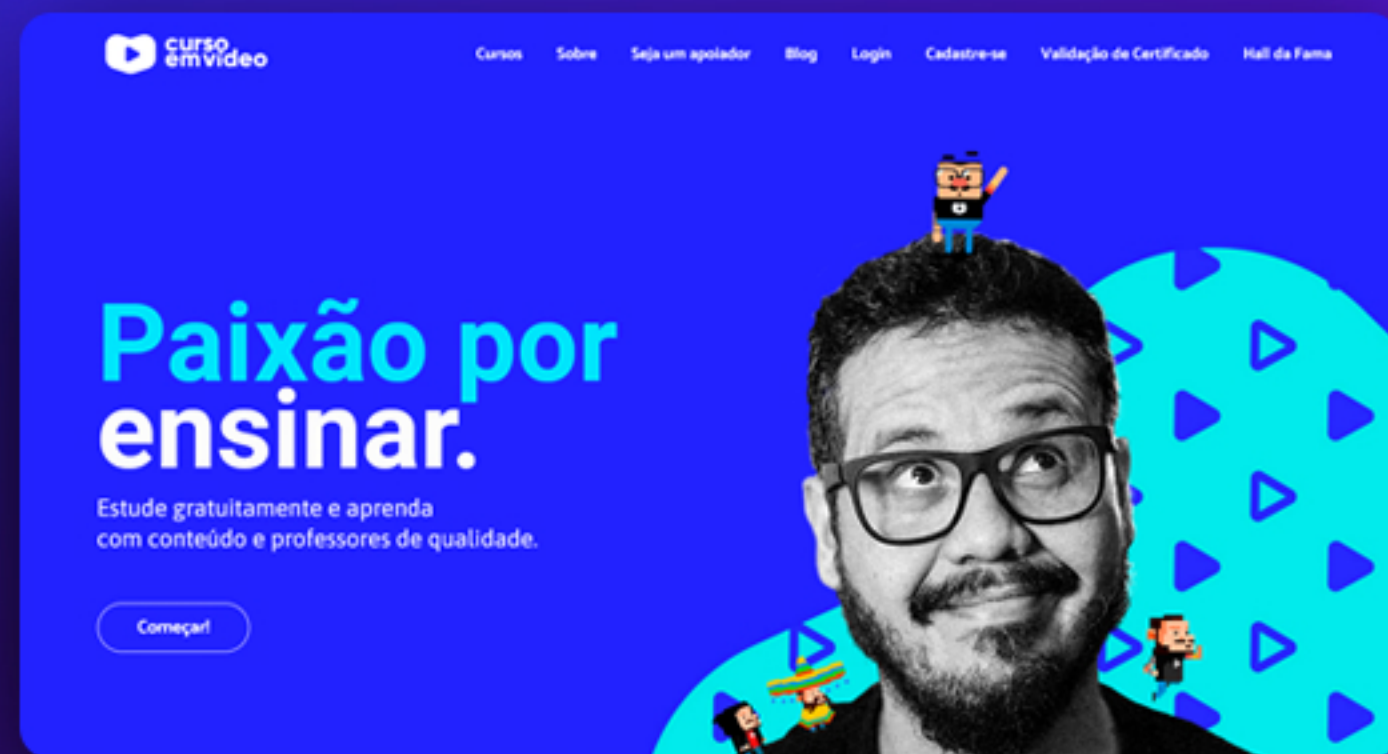 curso
emvídeo
Cursos Sobre Seja um apoiador Blog Login Cadastre-se Validação de Certificado Hall da Fama
Paixão por
ensinar.
Estude gratuitamente e aprenda
com conteúdo e professores de qualidade.
Começar!